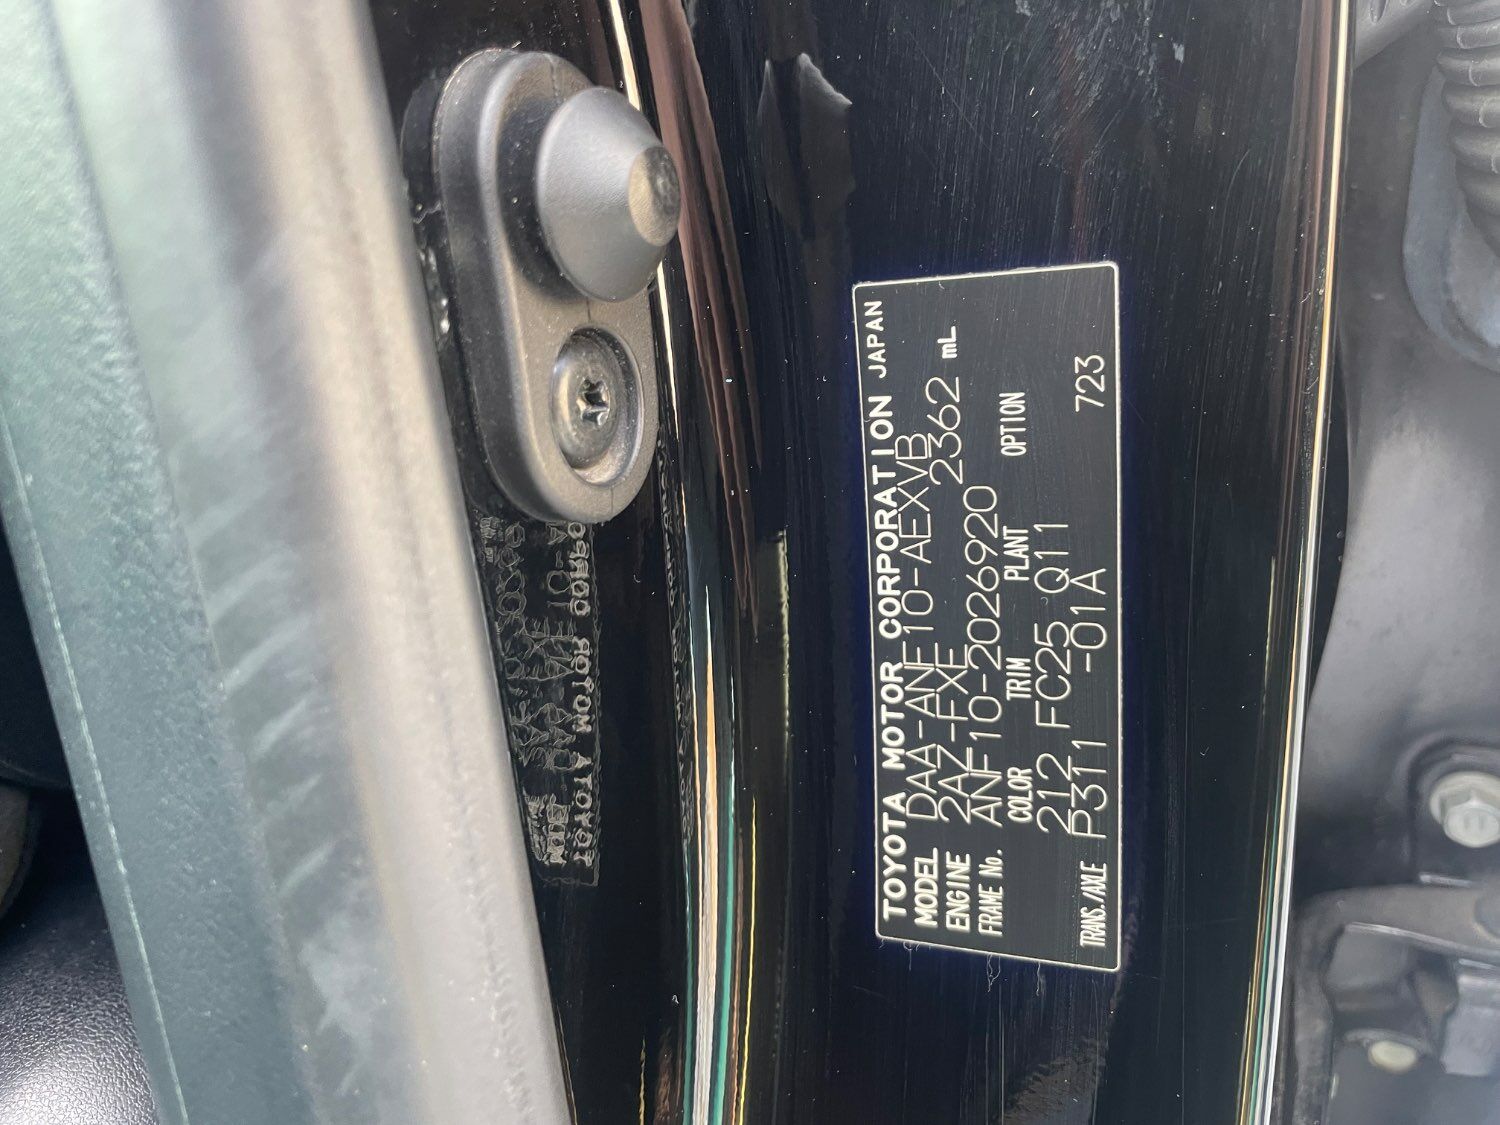 TOYOTA MOTOR CORPORATION JAPAN
MODEL DAA-ANF10-AEXVB
ENGINE 2AZ-FXE 2362 mL
FRAME No. ANF10-2026920
COLOR TRIM PLANT OPTION
212 FC25 Q11
TRANS./AXLE P311 -01A 723